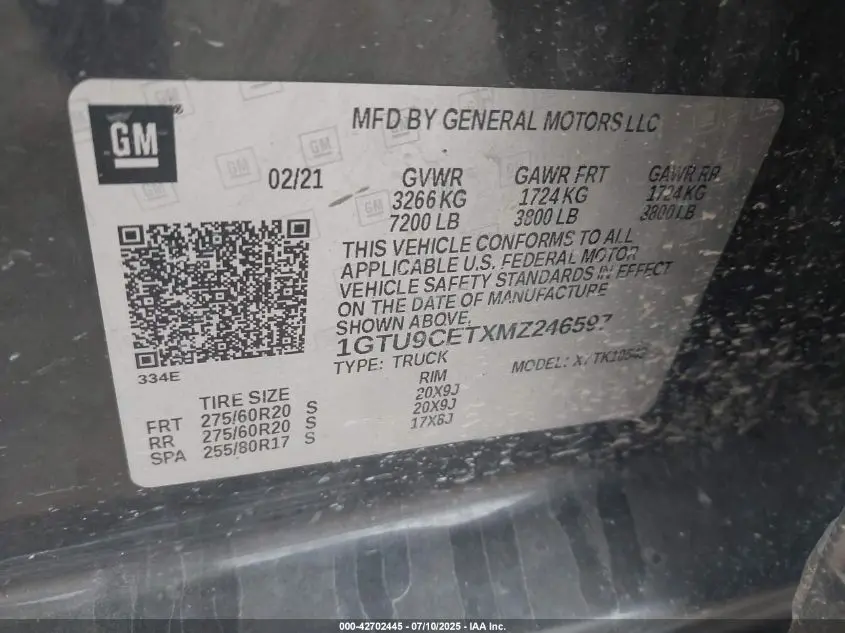 GM
MFD BY GENERAL MOTORS LLC
02/21 GVWR GAWR FRT GAWR RR
3266 KG 1724 KG 1724 KG
7200 LB 3800 LB 3800 LB
THIS VEHICLE CONFORMS TO ALL
APPLICABLE U.S. FEDERAL MOTOR
VEHICLE SAFETY STANDARDS IN EFFECT
ON THE DATE OF MANUFACTURE
SHOWN ABOVE.
1GTU9CETXMZ246597
TYPE: TRUCK MODEL: X/TK10543
334E
TIRE SIZE RIM
FRT 275/60R20 S 20X9J
RR 275/60R20 S 20X9J
SPA 255/80R17 S 17X8J
000-42702445 - 07/10/2025 - IAA Inc.